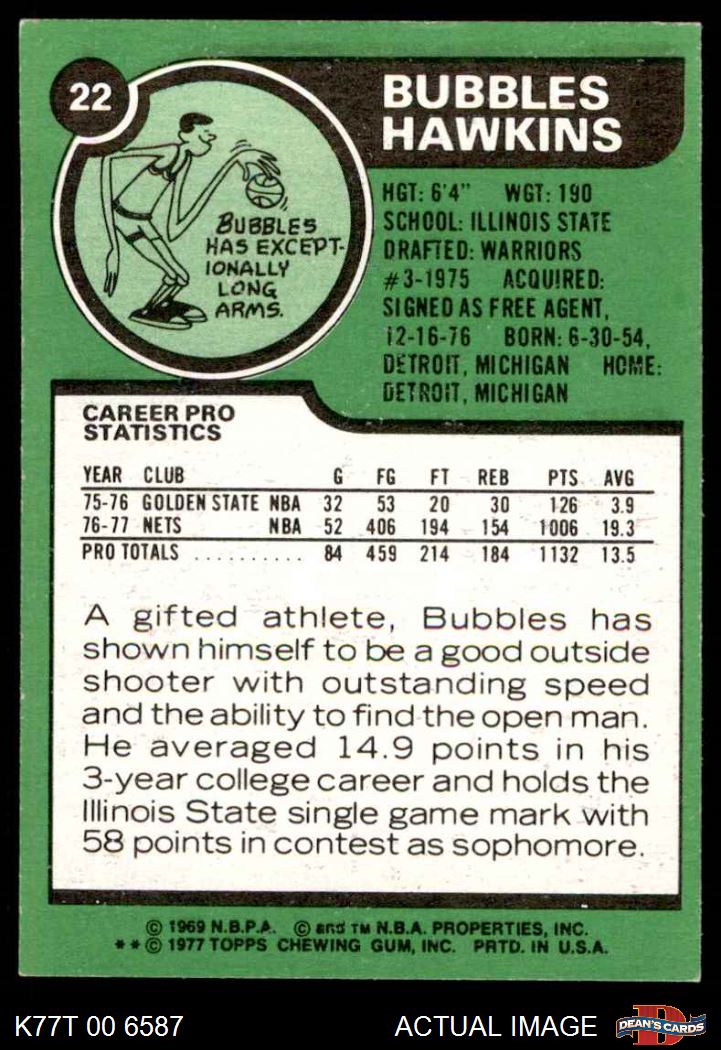 22
BUBBLES
HAWKINS
BUBBLES
HAS EXCEPT-
IONALLY
LONG
ARMS.
HGT: 6'4" WGT: 190
SCHOOL: ILLINOIS STATE
DRAFTED: WARRIORS
#3-1975 ACQUIRED:
SIGNED AS FREE AGENT,
12-16-76 BORN: 6-30-54,
DETROIT, MICHIGAN HOME:
DETROIT, MICHIGAN
CAREER PRO
STATISTICS
YEAR CLUB G FG FT REB PTS AVG
75-76 GOLDEN STATE NBA 32 53 20 30 126 3.9
76-77 NETS NBA 52 406 194 154 1006 19.3
PRO TOTALS .......... 84 459 214 184 1132 13.5
A gifted athlete, Bubbles has
shown himself to be a good outside
shooter with outstanding speed
and the ability to find the open man.
He averaged 14.9 points in his
3-year college career and holds the
Illinois State single game mark with
58 points in contest as sophomore.
© 1969 N.B.P.A. © and TM N.B.A. PROPERTIES, INC.
**© 1977 TOPPS CHEWING GUM, INC. PRTD. IN U.S.A.
K77T 00 6587 ACTUAL IMAGE D DEAN'S CARDS